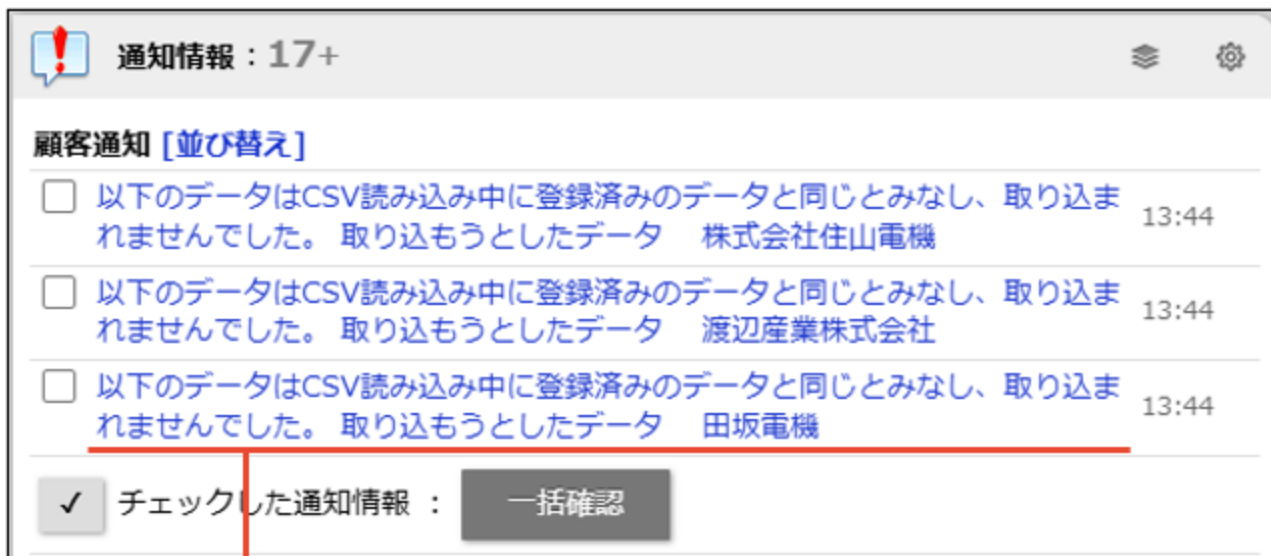 通知情報：17+
顧客通知 [並び替え]
以下のデータはCSV読み込み中に登録済みのデータと同じとみなし、取り込ま
れませんでした。 取り込もうとしたデータ　 株式会社住山電機
13:44
以下のデータはCSV読み込み中に登録済みのデータと同じとみなし、取り込ま
れませんでした。 取り込もうとしたデータ　 渡辺産業株式会社
13:44
以下のデータはCSV読み込み中に登録済みのデータと同じとみなし、取り込ま
れませんでした。 取り込もうとしたデータ　 田坂電機
13:44
チェックした通知情報 ： 一括確認